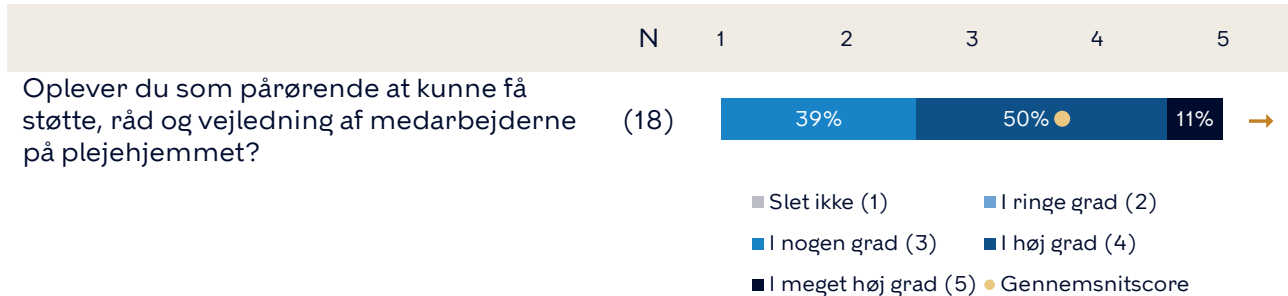 N 1 2 3 4 5
Oplever du som pårørende at kunne få
støtte, råd og vejledning af medarbejderne
på plejehjemmet?
(18) 39% 50% 11%
Slet ikke (1) I ringe grad (2)
I nogen grad (3) I høj grad (4)
I meget høj grad (5) Gennemsnitscore